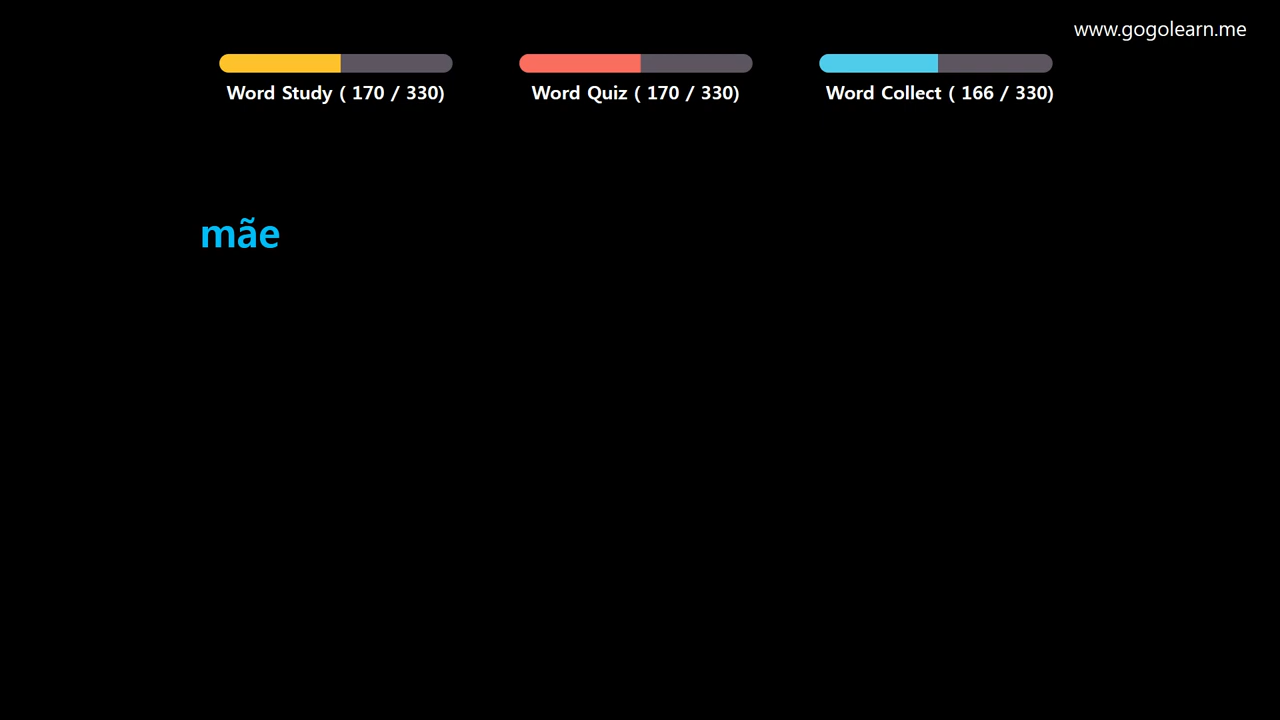 www.gogolearn.me
Word Study ( 170 / 330)
Word Quiz ( 170 / 330)
Word Collect ( 166 / 330)
mãe